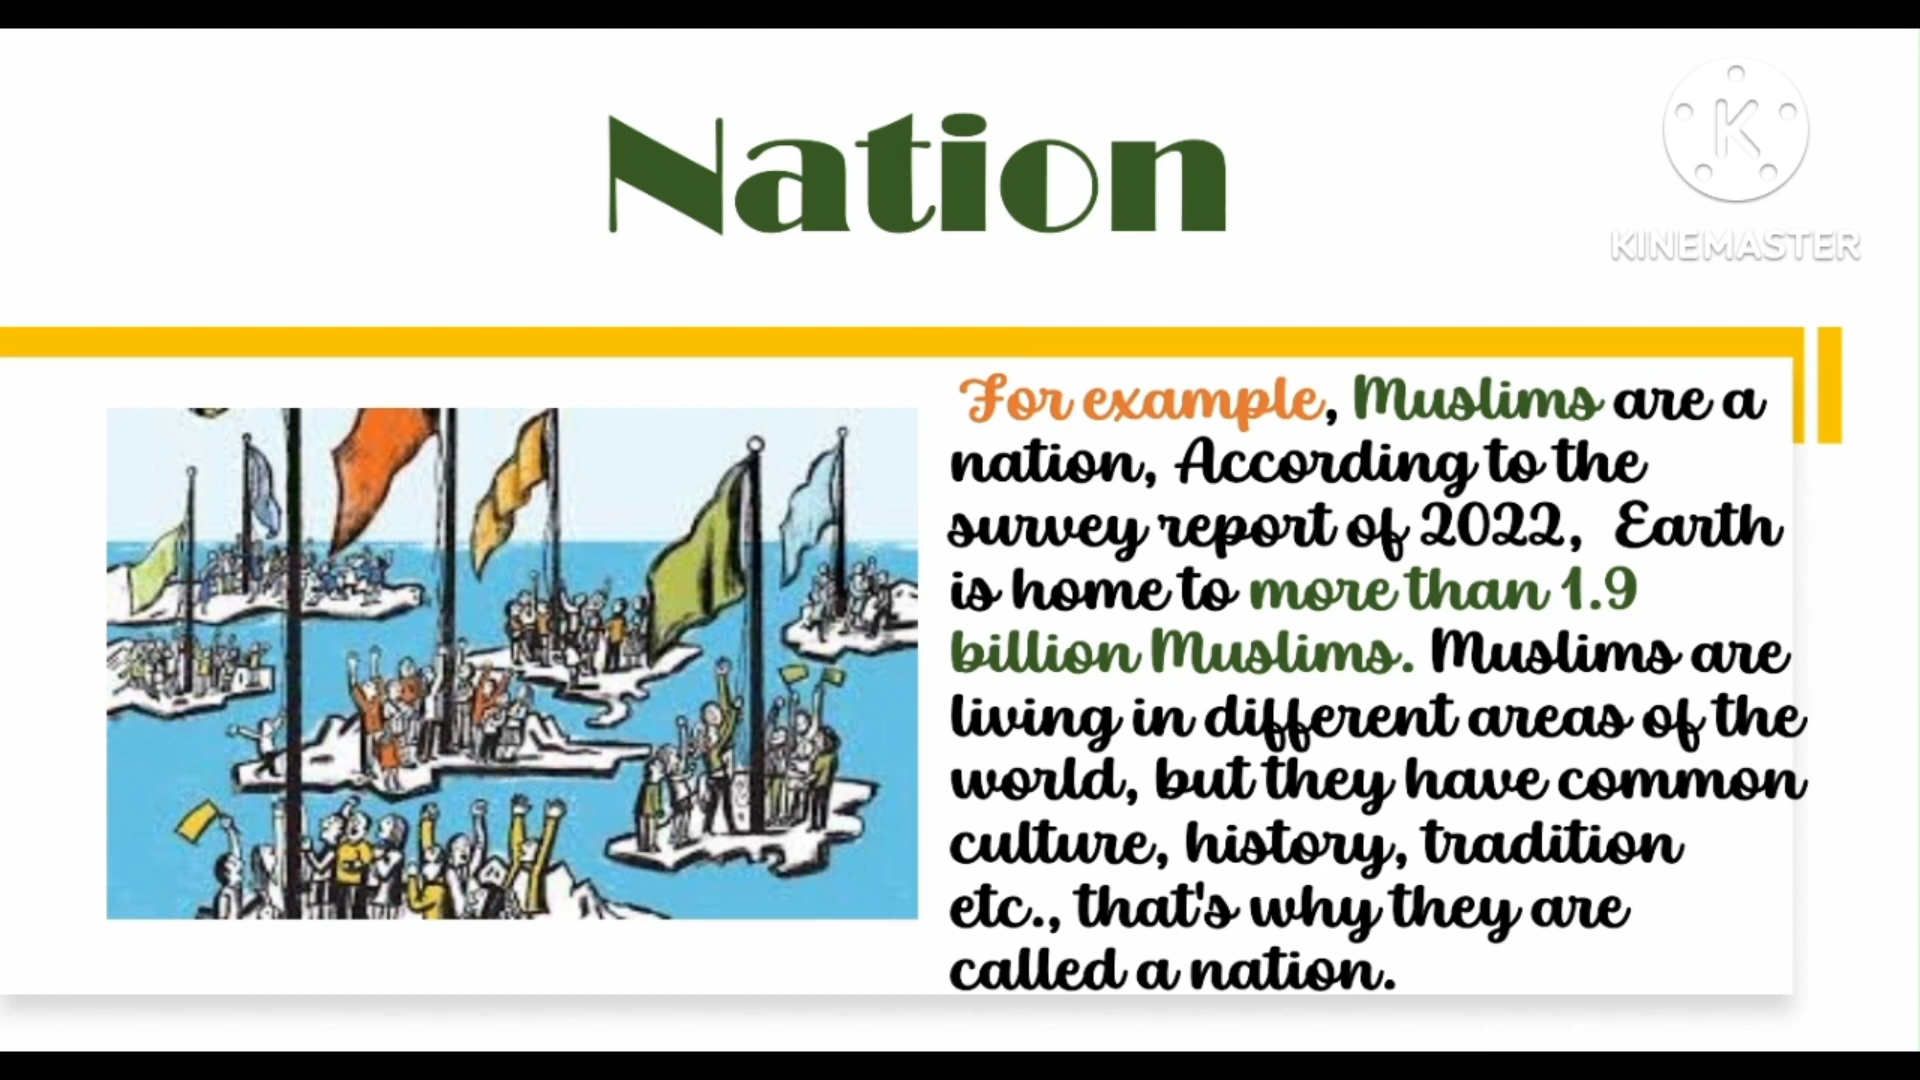 Nation
KINEMASTER
For example, Muslims are a
nation, According to the
survey report of 2022, Earth
is home to more than 1.9
billion Muslims. Muslims are
living in different areas of the
world, but they have common
culture, history, tradition
etc., that's why they are
called a nation.